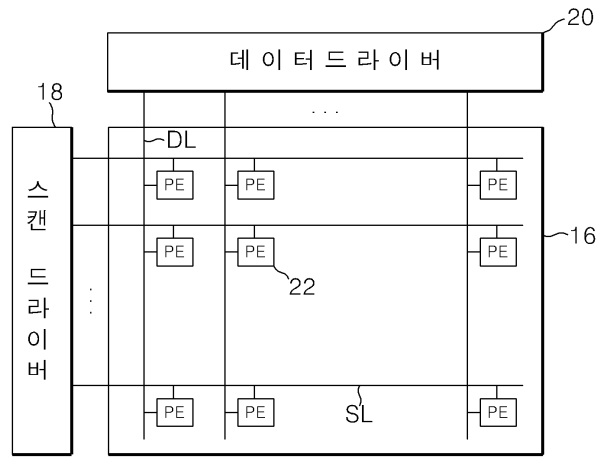 20
데이터드라이버
18
. . .
DL
스캔 드라이버
PE PE PE
16
PE PE PE
22
. . .
SL
PE PE PE